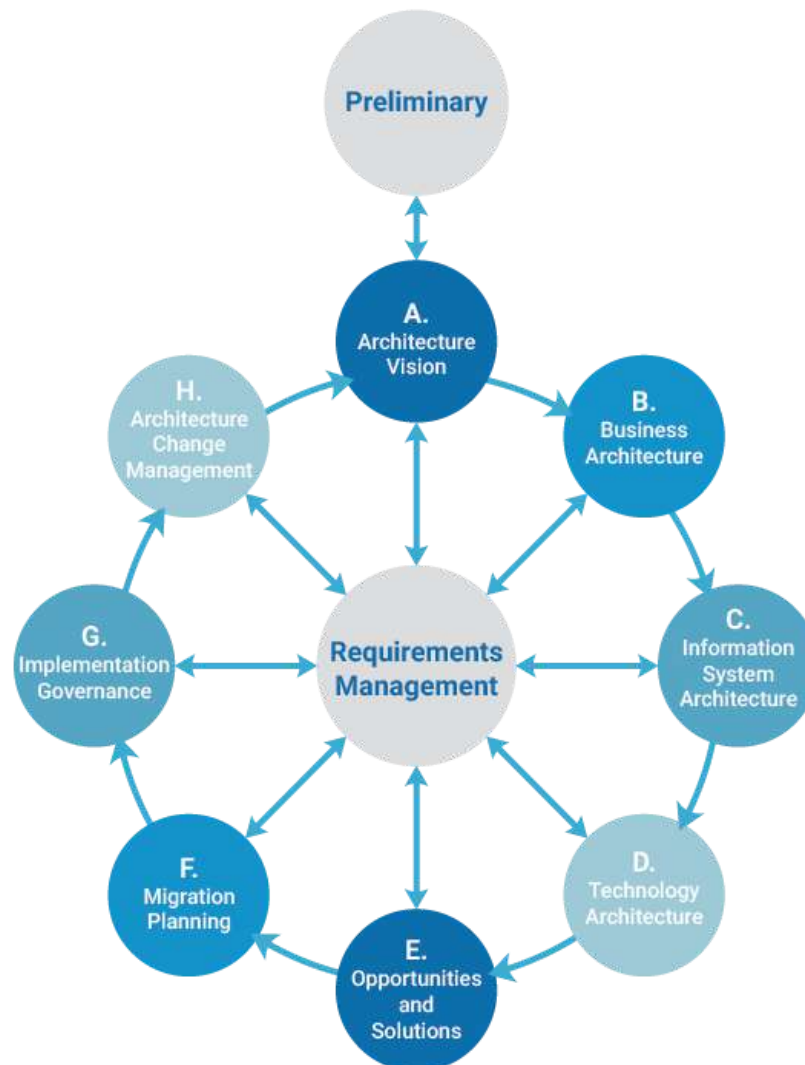 Preliminary
A.
Architecture
Vision
B.
Business
Architecture
C.
Information
System
Architecture
D.
Technology
Architecture
E.
Opportunities
and
Solutions
F.
Migration
Planning
G.
Implementation
Governance
H.
Architecture
Change
Management
Requirements
Management